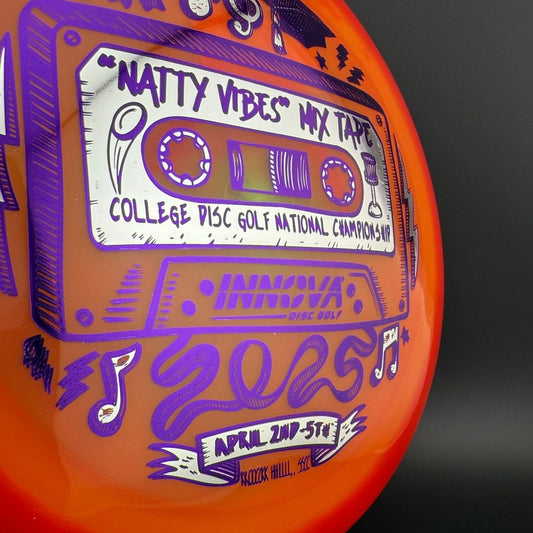 "NATTY VIBES" MIX TAPE
COLLEGE DISC GOLF NATIONAL CHAMPIONSHIP
INNOVA
DISC GOLF
2025
APRIL 2ND-5TH